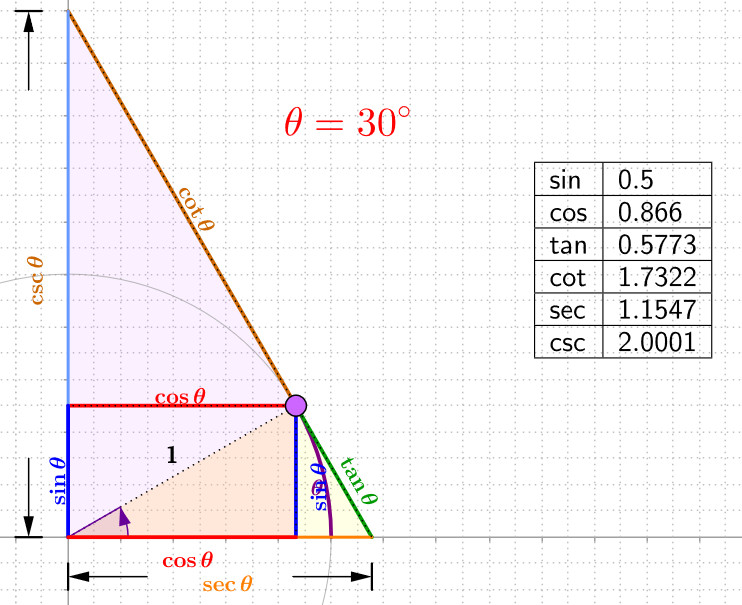 θ = 30°
cot θ
csc θ
sin 0.5
cos 0.866
tan 0.5773
cot 1.7322
sec 1.1547
csc 2.0001
cos θ
1
sin θ
sin θ
tan θ
cos θ
sec θ